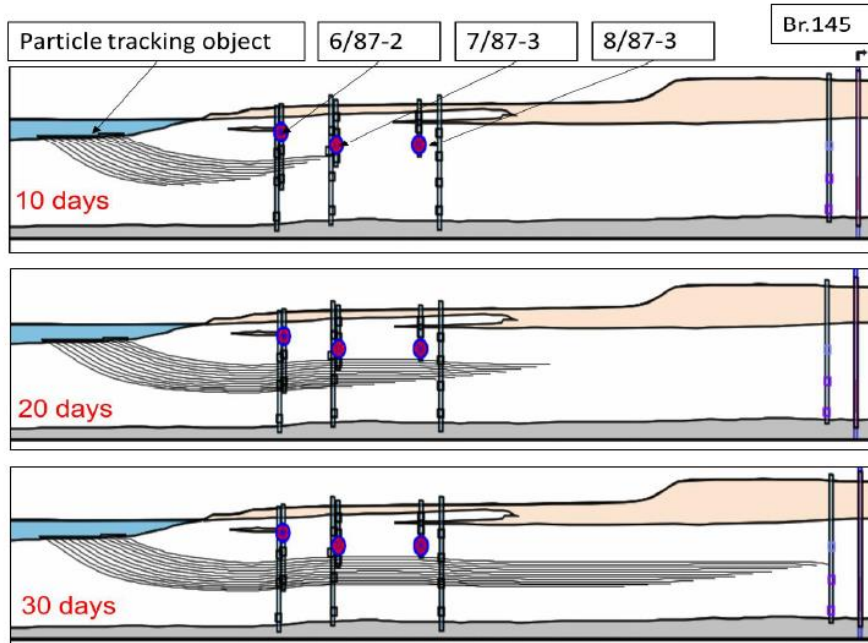 Br.145
Particle tracking object
6/87-2
7/87-3
8/87-3
10 days
20 days
30 days